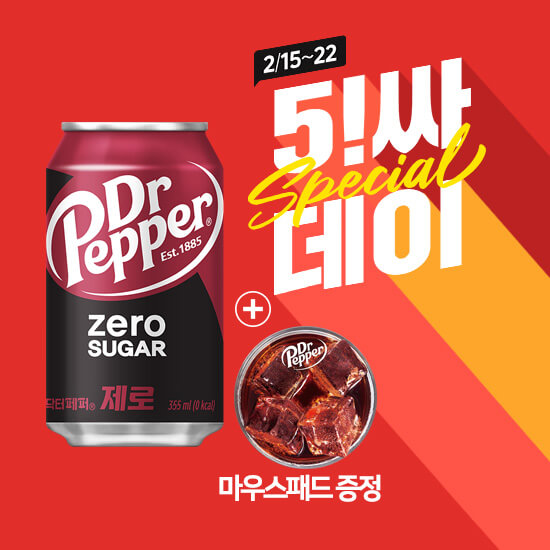 2/15~22
5!싸
Special
데이
Dr
Pepper®
Est.1885
zero
SUGAR
닥터페퍼® 제로
355 ml (0 kcal)
+
Dr
Pepper
마우스패드 증정